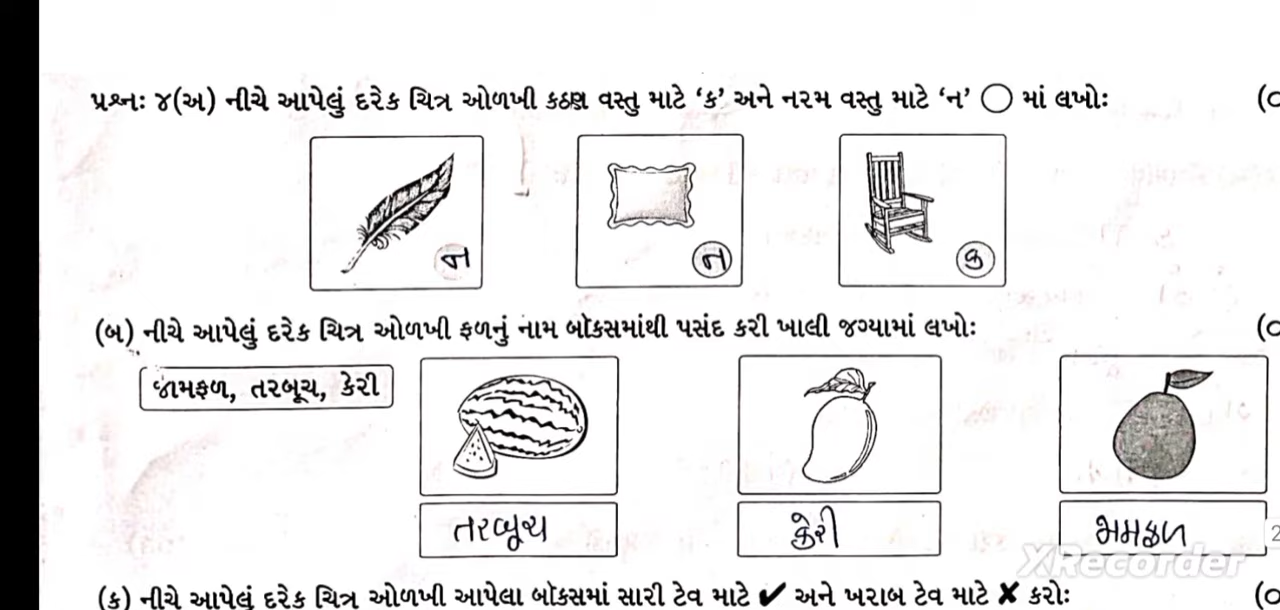 પ્રશ્ન: ૪(અ) નીચે આપેલું દરેક ચિત્ર ઓળખી કઠણ વસ્તુ માટે ‘ક’ અને નરમ વસ્તુ માટે ‘ન’ ◯ માં લખો:
ન ન ક
(બ) નીચે આપેલું દરેક ચિત્ર ઓળખી ફળનું નામ બૉક્સમાંથી પસંદ કરી ખાલી જગ્યામાં લખો:
જામફળ, તરબૂચ, કેરી
તરબૂચ કેરી
XRecorder
(ક) નીચે આપેલું દરેક ચિત્ર ઓળખી આપેલા બૉક્સમાં સારી ટેવ માટે ✔ અને ખરાબ ટેવ માટે ✘ કરો: